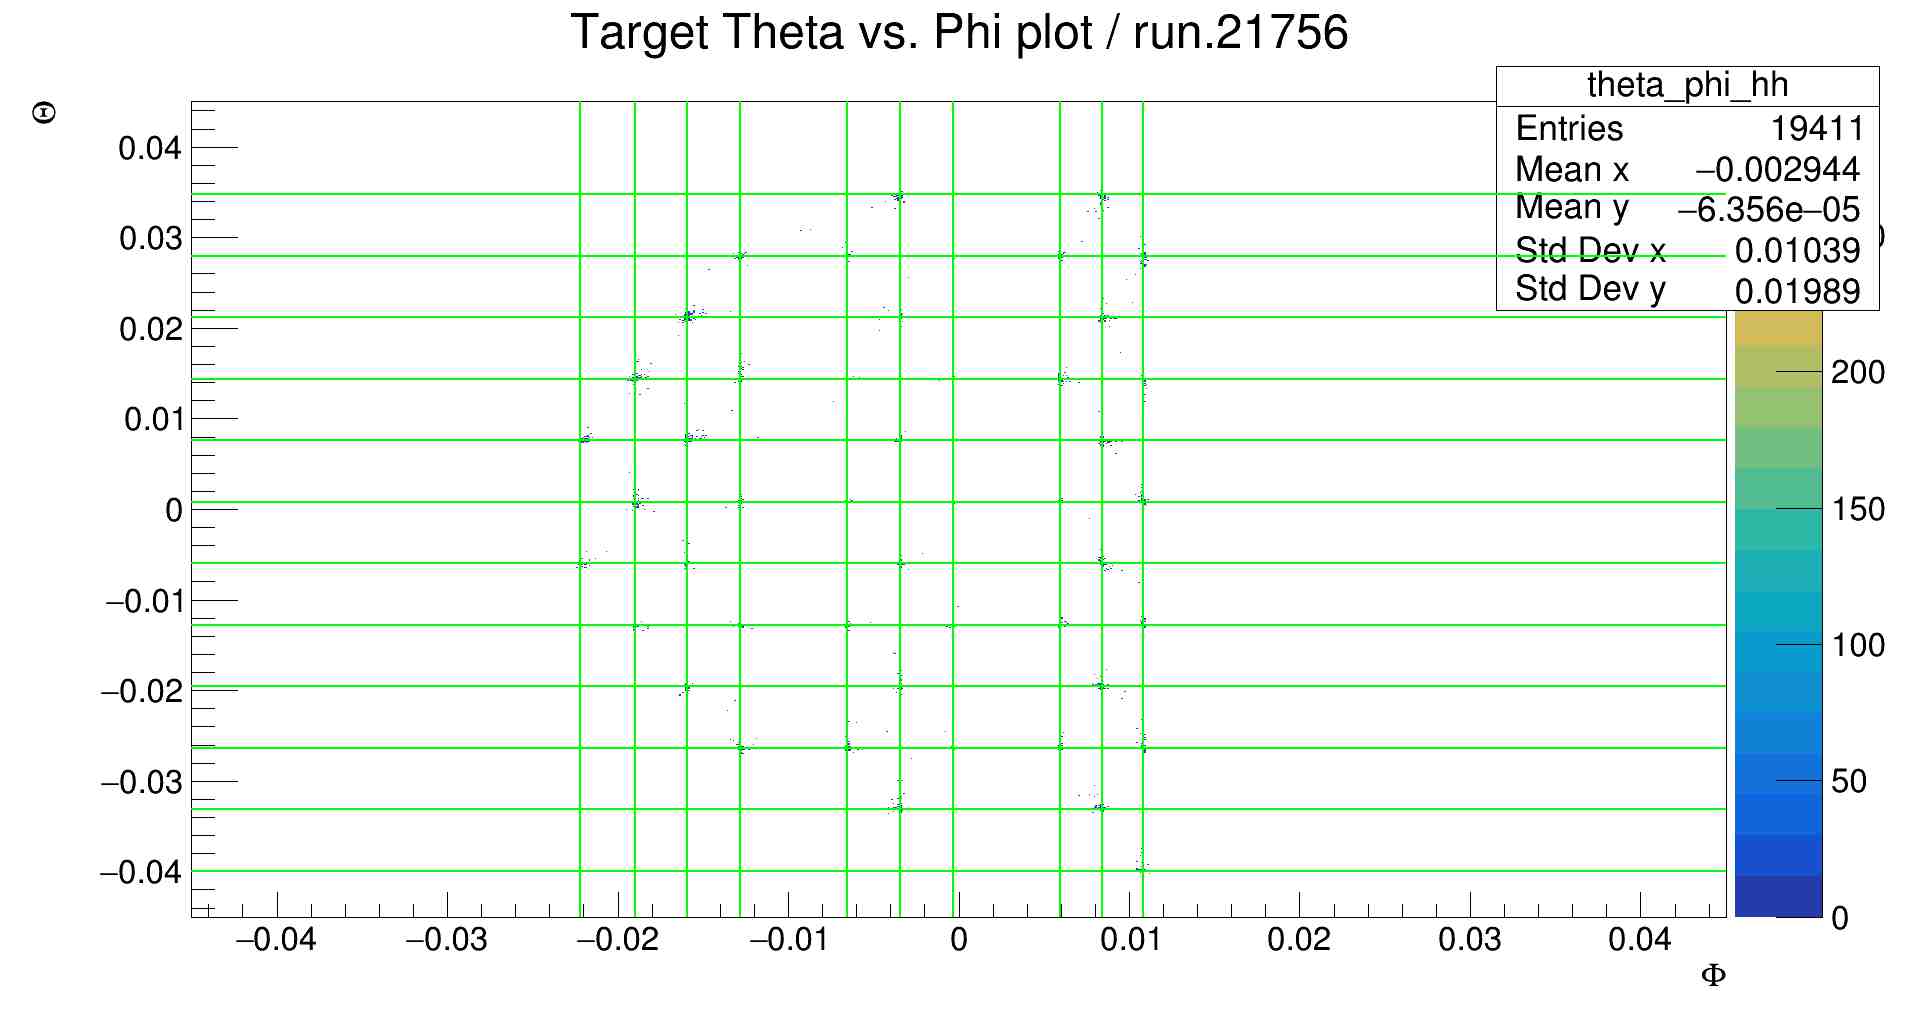 Target Theta vs. Phi plot / run.21756
theta_phi_hh
Entries 19411
Mean x −0.002944
Mean y −6.356e−05
Std Dev x 0.01039
Std Dev y 0.01989
Θ
0.04
0.03
0.02
0.01
0
−0.01
−0.02
−0.03
−0.04
200
150
100
50
0
−0.04 −0.03 −0.02 −0.01 0 0.01 0.02 0.03 0.04
Φ